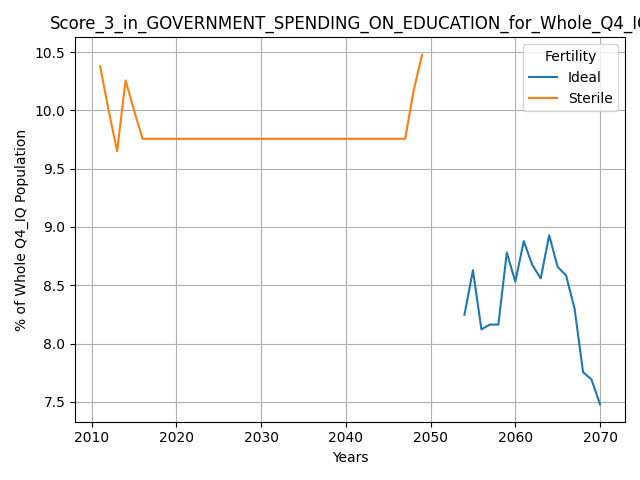 Score_3_in_GOVERNMENT_SPENDING_ON_EDUCATION_for_Whole_Q4_IQ
Fertility
Ideal
Sterile
% of Whole Q4_IQ Population
10.5
10.0
9.5
9.0
8.5
8.0
7.5
2010 2020 2030 2040 2050 2060 2070
Years